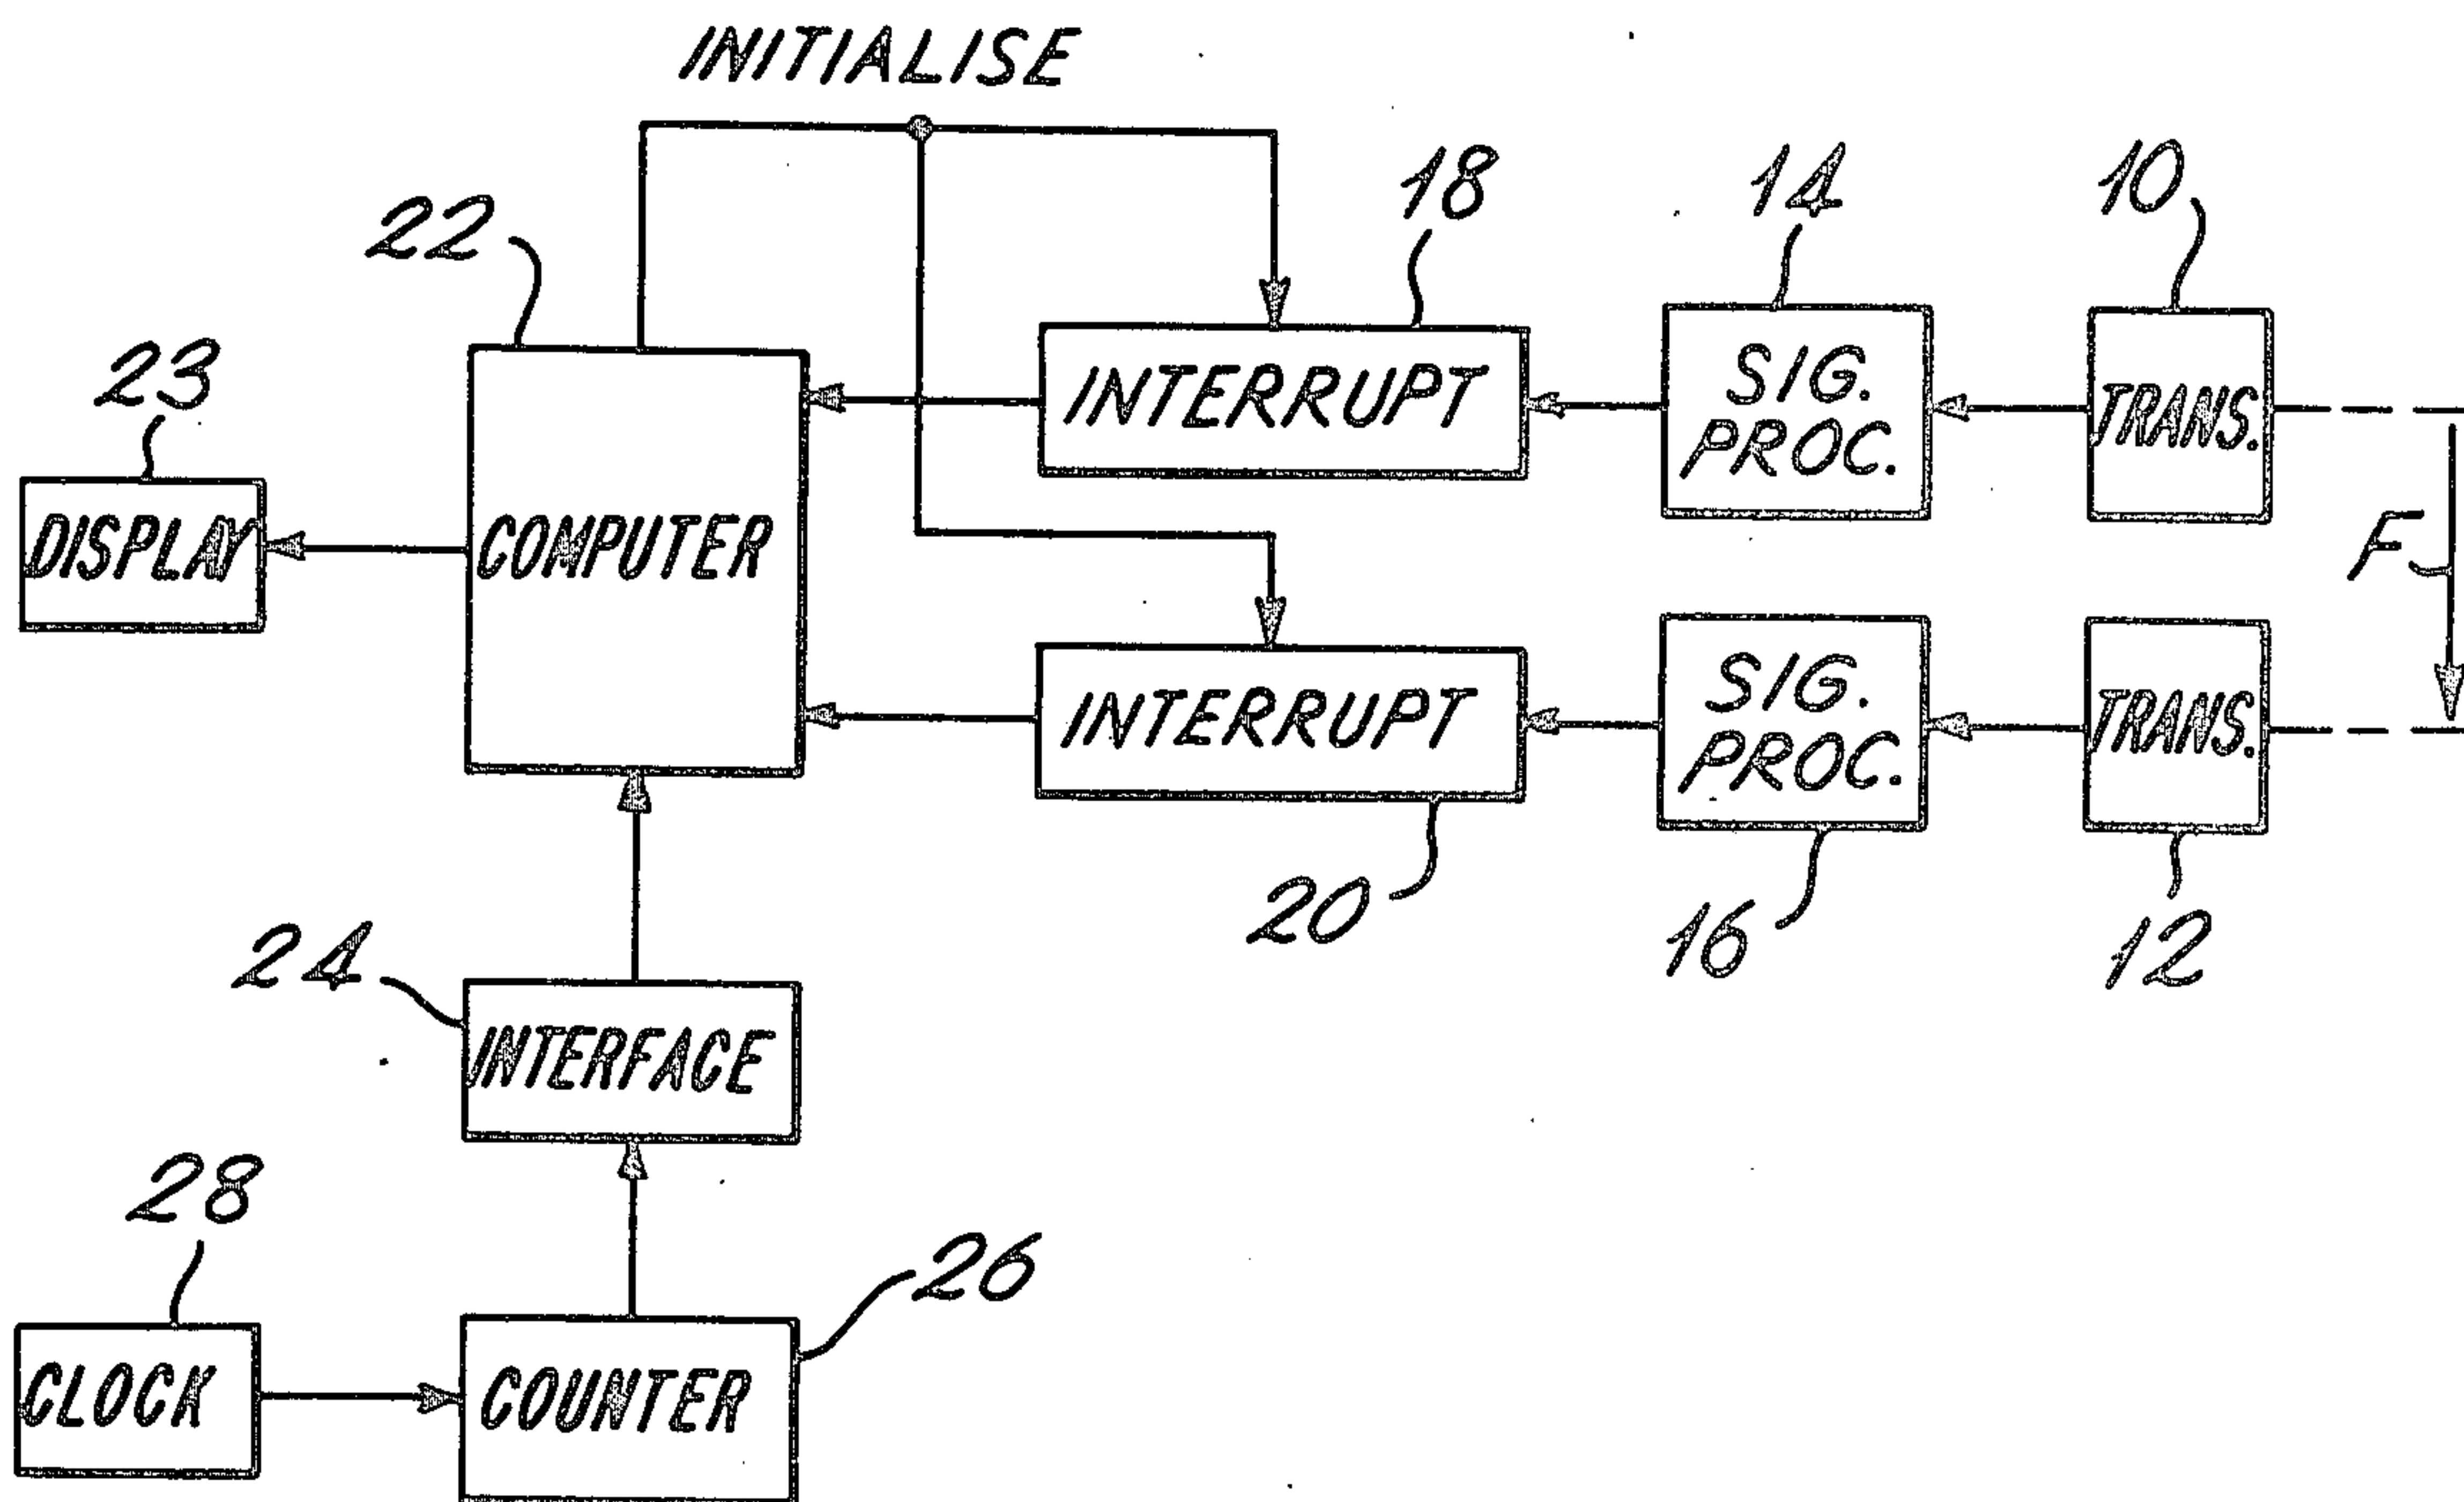 INITIALISE
22
18
14
10
23
DISPLAY
COMPUTER
INTERRUPT
SIG.
PROC.
TRANS.
F
INTERRUPT
SIG.
PROC.
TRANS.
20
16
12
24
INTERFACE
28
26
CLOCK
COUNTER